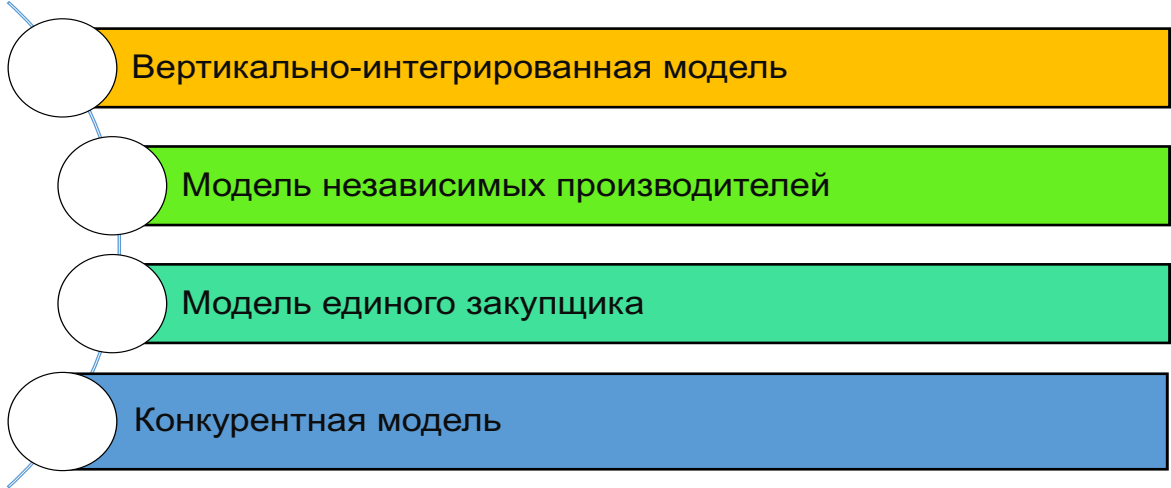 Вертикально-интегрированная модель
Модель независимых производителей
Модель единого закупщика
Конкурентная модель